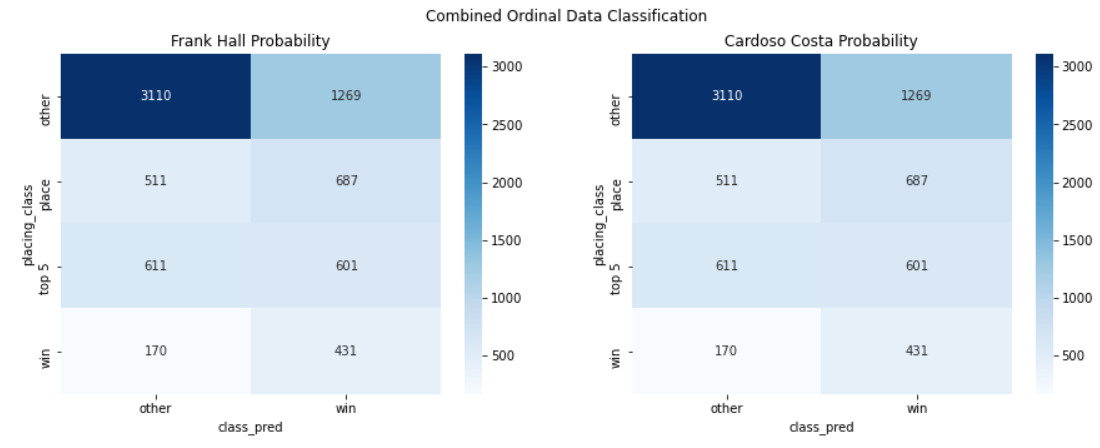 Combined Ordinal Data Classification
Frank Hall Probability
other
place
top 5
win
placing_class
3110 1269
511 687
611 601
170 431
other win
class_pred
3000
2500
2000
1500
1000
500
Cardoso Costa Probability
other
place
top 5
win
placing_class
3110 1269
511 687
611 601
170 431
other win
class_pred
3000
2500
2000
1500
1000
500